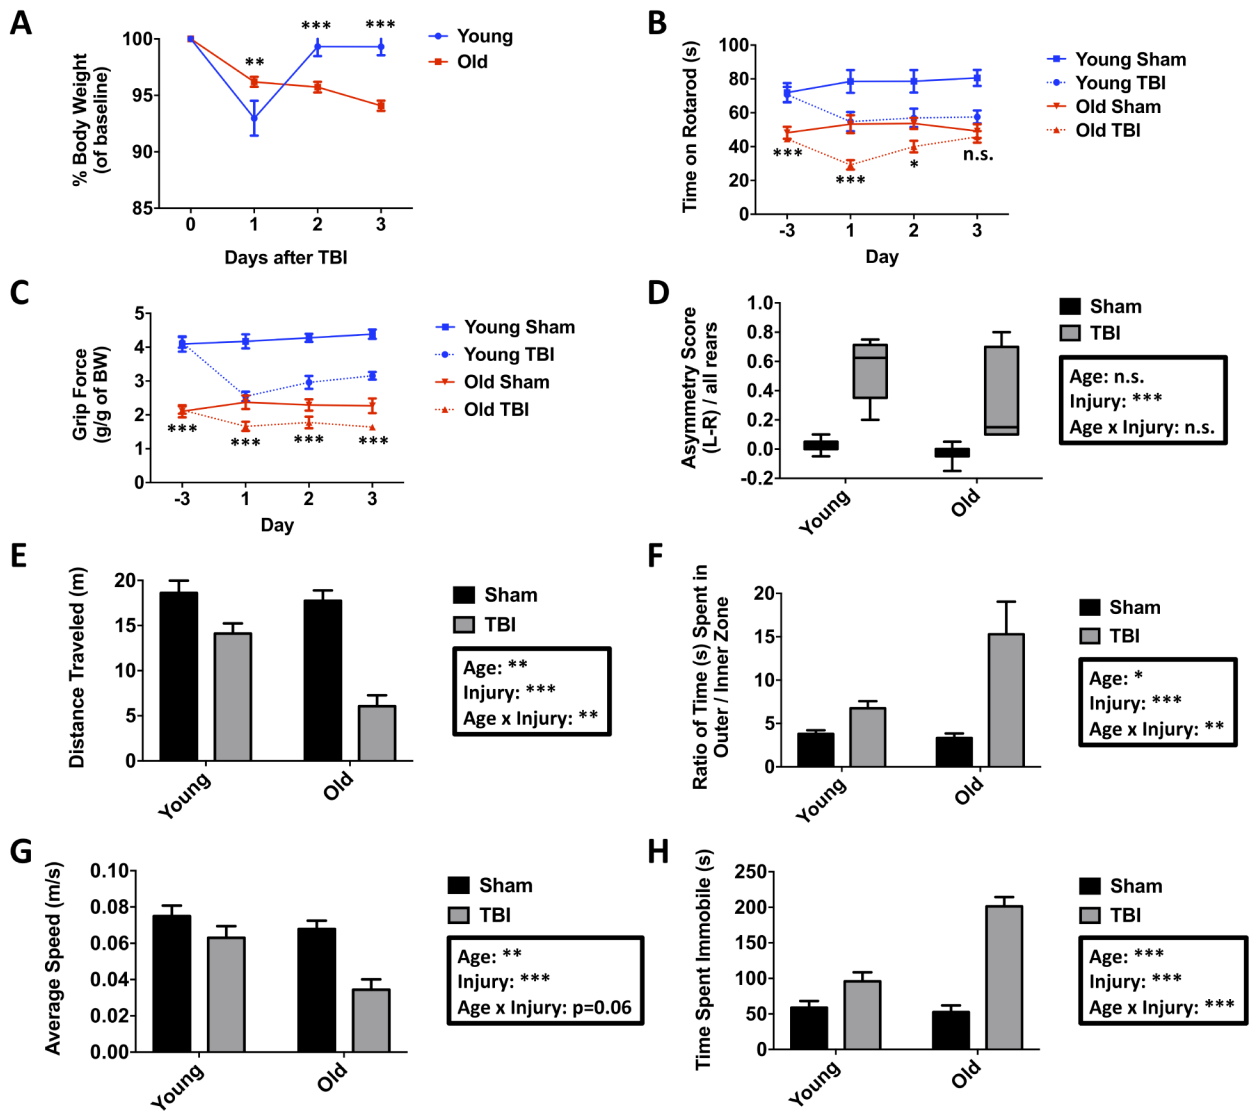 A
% Body Weight
(of baseline)
100
95
90
85
**
***
***
0 1 2 3
Days after TBI
Young
Old
B
Time on Rotarod (s)
100
80
60
40
20
0
***
***
*
n.s.
-3 1 2 3
Day
Young Sham
Young TBI
Old Sham
Old TBI
C
Grip Force
(g/g of BW)
5
4
3
2
1
0
***
***
***
***
-3 1 2 3
Day
Young Sham
Young TBI
Old Sham
Old TBI
D
Asymmetry Score
(L-R) / all rears
1.0
0.8
0.6
0.4
0.2
0.0
-0.2
Young
Old
Sham
TBI
Age: n.s.
Injury: ***
Age x Injury: n.s.
E
Distance Traveled (m)
20
15
10
5
0
Young
Old
Sham
TBI
Age: **
Injury: ***
Age x Injury: **
F
Ratio of Time (s) Spent in
Outer / Inner Zone
20
15
10
5
0
Young
Old
Sham
TBI
Age: *
Injury: ***
Age x Injury: **
G
Average Speed (m/s)
0.10
0.08
0.06
0.04
0.02
0.00
Young
Old
Sham
TBI
Age: **
Injury: ***
Age x Injury: p=0.06
H
Time Spent Immobile (s)
250
200
150
100
50
0
Young
Old
Sham
TBI
Age: ***
Injury: ***
Age x Injury: ***